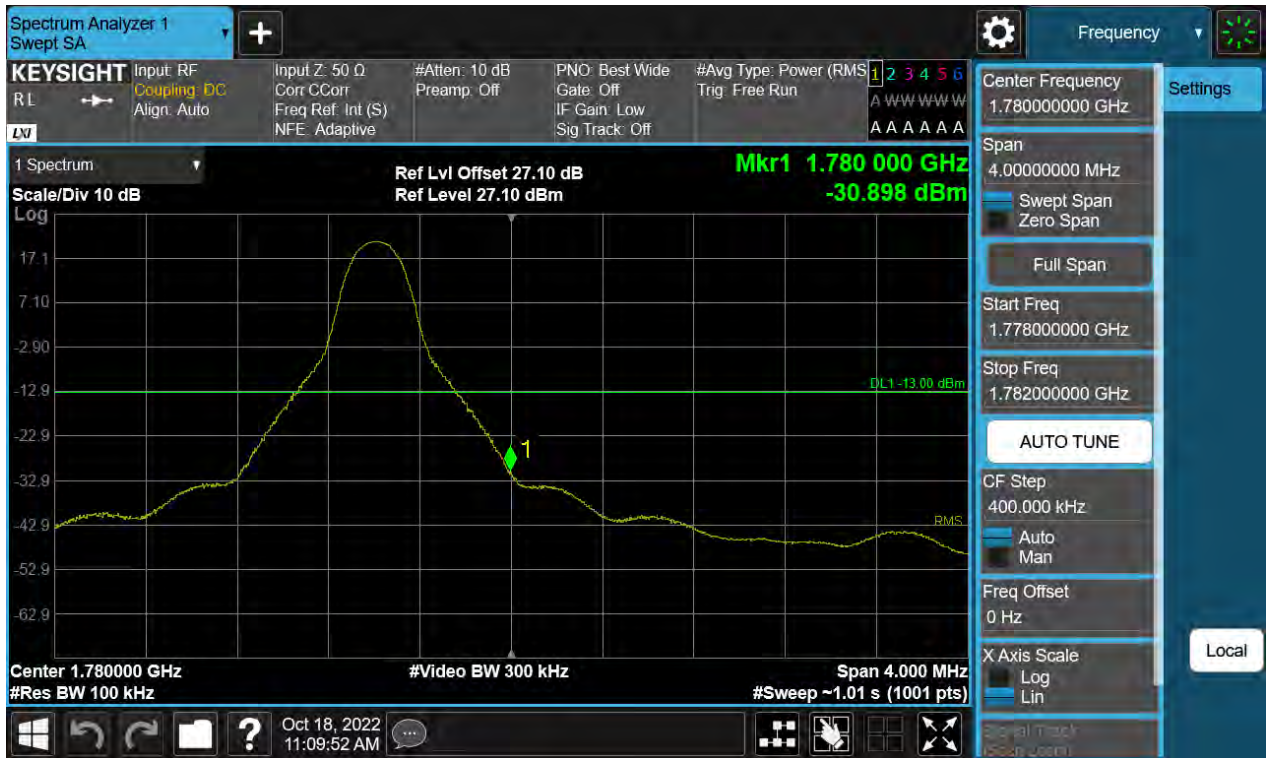 Spectrum Analyzer 1
Swept SA
+
Frequency
KEYSIGHT
RL
LXI
Input: RF
Coupling: DC
Align: Auto
Input Z: 50 Ω
Corr CCorr
Freq Ref: Int (S)
NFE: Adaptive
#Atten: 10 dB
Preamp: Off
PNO: Best Wide
Gate: Off
IF Gain: Low
Sig Track: Off
#Avg Type: Power (RMS
Trig: Free Run
1 2 3 4 5 6
A W W W W W
A A A A A A
1 Spectrum
Scale/Div 10 dB
Log
Ref Lvl Offset 27.10 dB
Ref Level 27.10 dBm
Mkr1 1.780 000 GHz
-30.898 dBm
17.1
7.10
-2.90
-12.9
-22.9
-32.9
-42.9
-52.9
-62.9
DL1 -13.00 dBm
1
RMS
Center 1.780000 GHz
#Res BW 100 kHz
#Video BW 300 kHz
Span 4.000 MHz
#Sweep ~1.01 s (1001 pts)
Center Frequency
1.780000000 GHz
Span
4.00000000 MHz
Swept Span
Zero Span
Full Span
Start Freq
1.778000000 GHz
Stop Freq
1.782000000 GHz
AUTO TUNE
CF Step
400.000 kHz
Auto
Man
Freq Offset
0 Hz
X Axis Scale
Log
Lin
Signal Track
(Span Zoom)
Settings
Local
?
Oct 18, 2022
11:09:52 AM